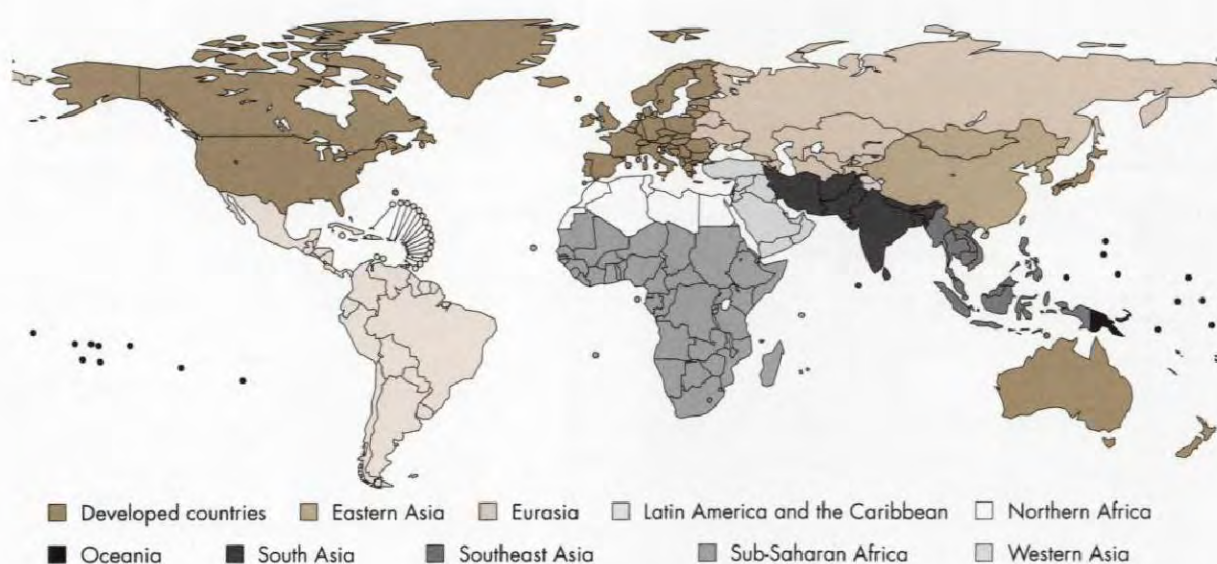 Developed countries Eastern Asia Eurasia Latin America and the Caribbean Northern Africa
Oceania South Asia Southeast Asia Sub-Saharan Africa Western Asia